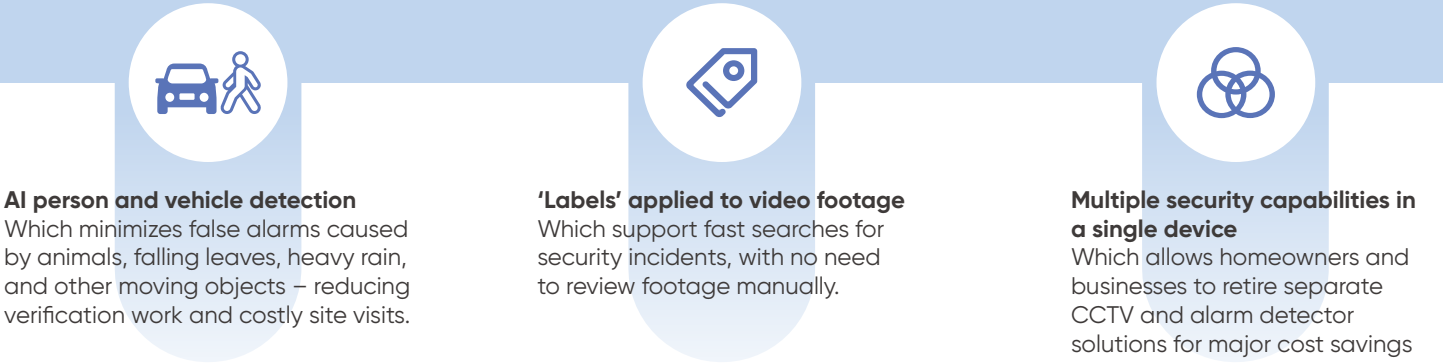 AI person and vehicle detection
Which minimizes false alarms caused
by animals, falling leaves, heavy rain,
and other moving objects – reducing
verification work and costly site visits.
‘Labels’ applied to video footage
Which support fast searches for
security incidents, with no need
to review footage manually.
Multiple security capabilities in
a single device
Which allows homeowners and
businesses to retire separate
CCTV and alarm detector
solutions for major cost savings